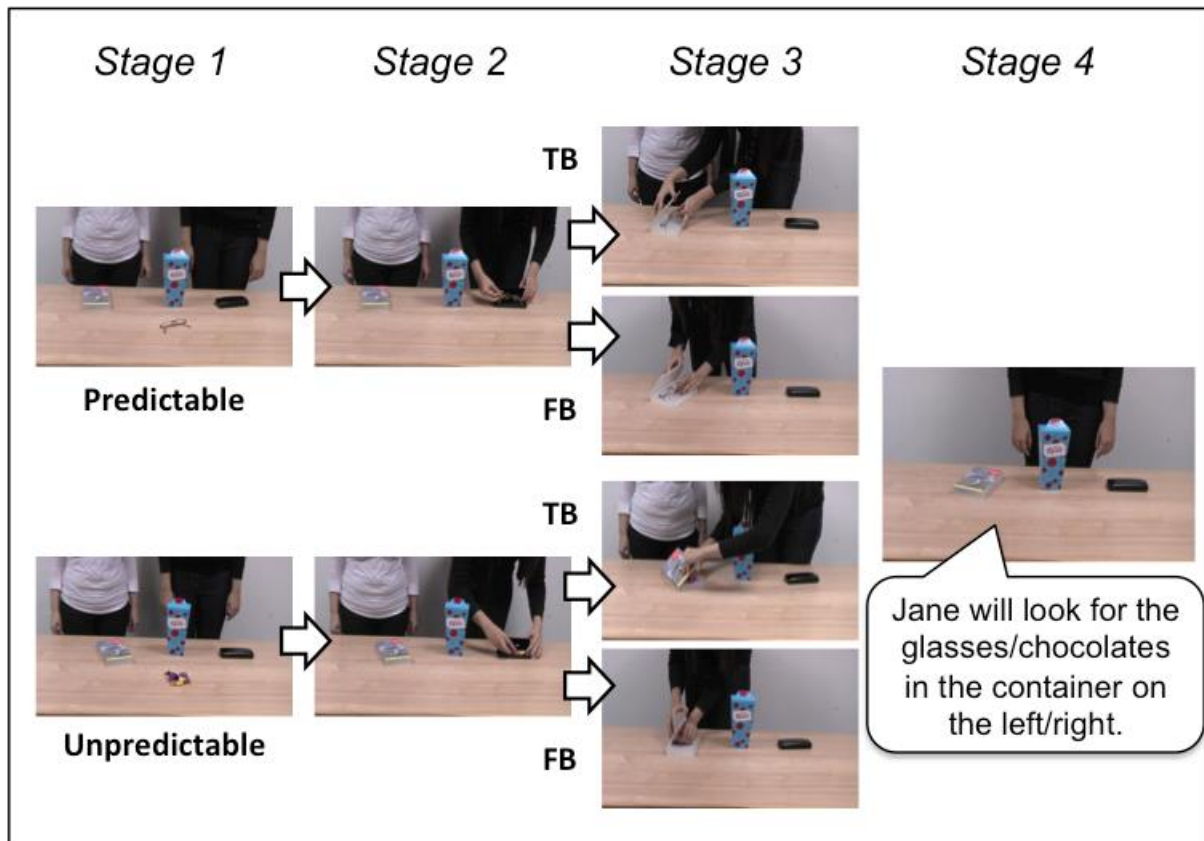 Stage 1
Stage 2
Stage 3
Stage 4
TB
Predictable
FB
TB
Unpredictable
FB
Jane will look for the
glasses/chocolates
in the container on
the left/right.